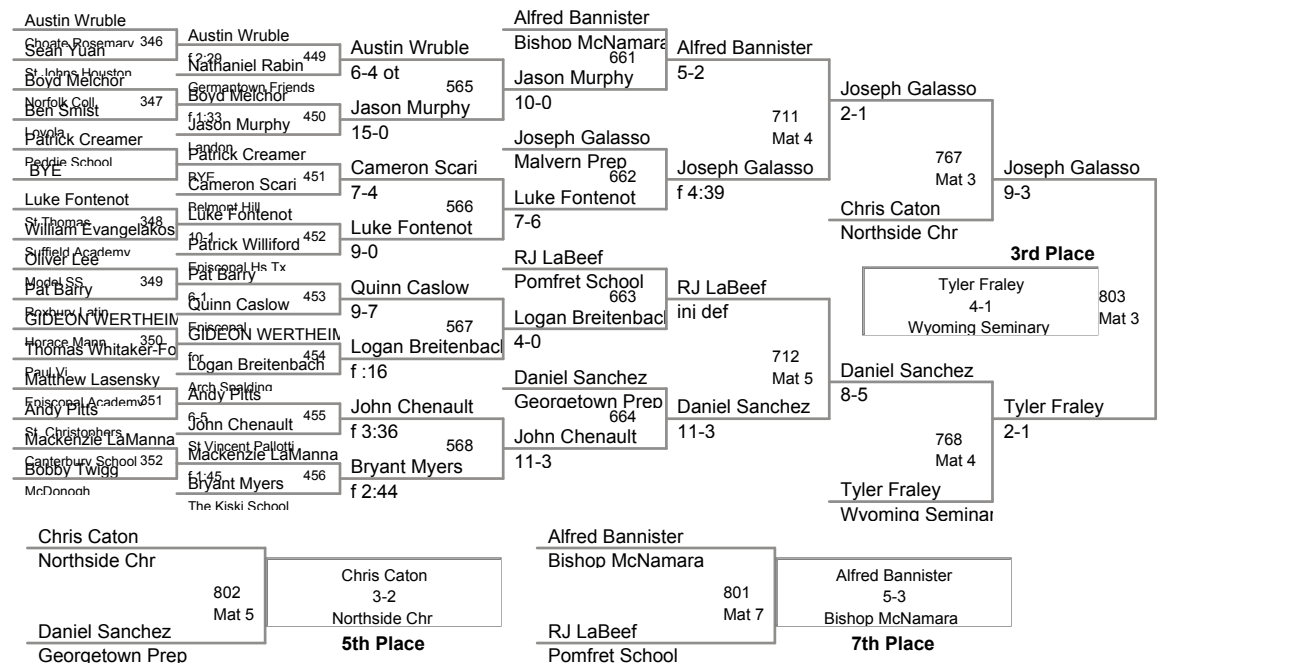 Austin Wruble
Choate Rosemary 346
Sean Yuan
St Johns Houston
Boyd Melchor
Norfolk Coll 347
Ben Smist
Loyola
Patrick Creamer
Peddie School
BYE
Luke Fontenot
St Thomas 348
William Evangelakos
Suffield Academy
Oliver Lee
Model SS 349
Pat Barry
Roxbury Latin
GIDEON WERTHEIM
Horace Mann 350
Thomas Whitaker-Fo
Paul Vi
Matthew Lasensky
Episcopal Academy 351
Andy Pitts
St. Christophers
Mackenzie LaManna
Canterbury School 352
Bobby Twigg
McDonogh
Austin Wruble
f 2:29 449
Nathaniel Rabin
Germantown Friends
Boyd Melchor
f 1:33 450
Jason Murphy
Landon
Patrick Creamer
BYE 451
Cameron Scari
Belmont Hill
Luke Fontenot
10-1 452
Patrick Williford
Episcopal Hs Tx
Pat Barry
6-1 453
Quinn Caslow
Episcopal
GIDEON WERTHEIM
for 454
Logan Breitenbach
Arch Spalding
Andy Pitts
6-5 455
John Chenault
St Vincent Pallotti
Mackenzie LaManna
f 1:45 456
Bryant Myers
The Kiski School
Austin Wruble
6-4 ot
565
Jason Murphy
15-0
Cameron Scari
7-4
566
Luke Fontenot
9-0
Quinn Caslow
9-7
567
Logan Breitenbach
f :16
John Chenault
f 3:36
568
Bryant Myers
f 2:44
Alfred Bannister
Bishop McNamara
661
Jason Murphy
10-0
Joseph Galasso
Malvern Prep
662
Luke Fontenot
7-6
RJ LaBeef
Pomfret School
663
Logan Breitenbach
4-0
Daniel Sanchez
Georgetown Prep
664
John Chenault
11-3
Alfred Bannister
5-2
711
Mat 4
Joseph Galasso
f 4:39
RJ LaBeef
inj def
712
Mat 5
Daniel Sanchez
11-3
Joseph Galasso
2-1
767
Mat 3
Chris Caton
Northside Chr
Daniel Sanchez
8-5
768
Mat 4
Tyler Fraley
Wyoming Seminar
Joseph Galasso
9-3
3rd Place
Tyler Fraley
4-1
Wyoming Seminary
803
Mat 3
Tyler Fraley
2-1
Chris Caton
Northside Chr
802
Mat 5
Daniel Sanchez
Georgetown Prep
Chris Caton
3-2
Northside Chr
5th Place
Alfred Bannister
Bishop McNamara
801
Mat 7
RJ LaBeef
Pomfret School
Alfred Bannister
5-3
Bishop McNamara
7th Place